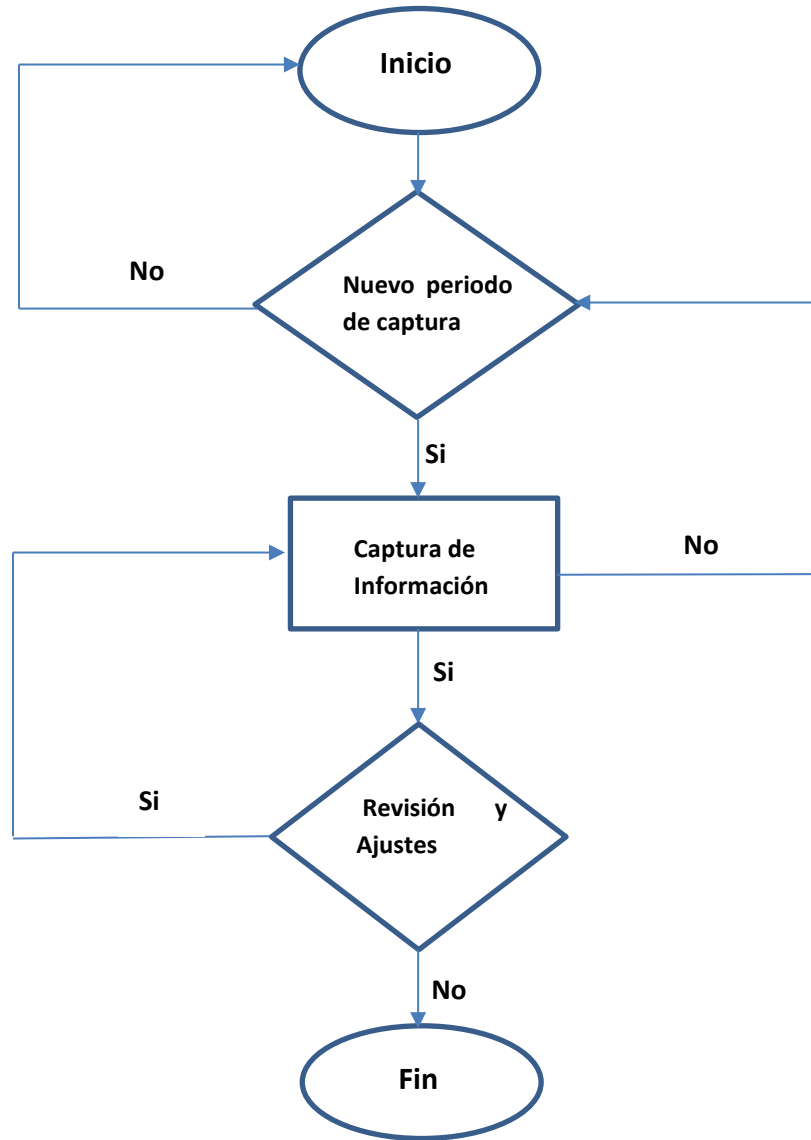 Inicio
No
Nuevo periodo
de captura
Si
Captura de
Información
No
Si
Si
Revisión y
Ajustes
No
Fin